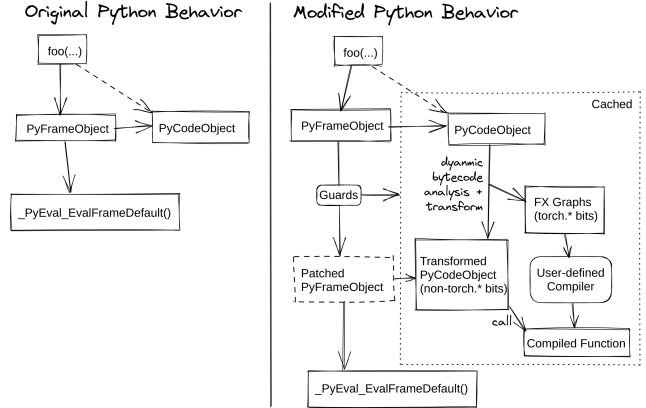 Original Python Behavior
foo(...)
PyFrameObject
PyCodeObject
_PyEval_EvalFrameDefault()
Modified Python Behavior
foo(...)
Cached
PyFrameObject
PyCodeObject
dyanmic
bytecode
analysis +
transform
Guards
FX Graphs
(torch.* bits)
Patched
PyFrameObject
Transformed
PyCodeObject
(non-torch.* bits)
User-defined
Compiler
call
Compiled Function
_PyEval_EvalFrameDefault()